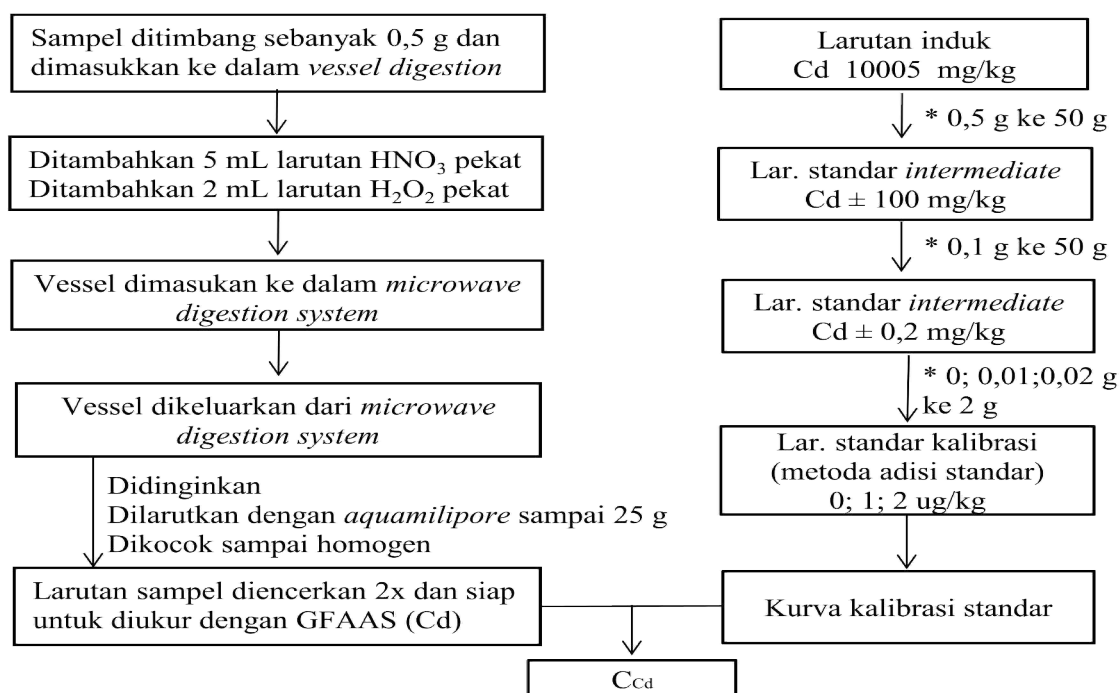 Sampel ditimbang sebanyak 0,5 g dan
dimasukkan ke dalam vessel digestion
Ditambahkan 5 mL larutan HNO₃ pekat
Ditambahkan 2 mL larutan H₂O₂ pekat
Vessel dimasukan ke dalam microwave
digestion system
Vessel dikeluarkan dari microwave
digestion system
Didinginkan
Dilarutkan dengan aquamilipore sampai 25 g
Dikocok sampai homogen
Larutan sampel diencerkan 2x dan siap
untuk diukur dengan GFAAS (Cd)
Larutan induk
Cd 10005 mg/kg
* 0,5 g ke 50 g
Lar. standar intermediate
Cd ± 100 mg/kg
* 0,1 g ke 50 g
Lar. standar intermediate
Cd ± 0,2 mg/kg
* 0; 0,01;0,02 g
ke 2 g
Lar. standar kalibrasi
(metoda adisi standar)
0; 1; 2 ug/kg
Kurva kalibrasi standar
C_Cd